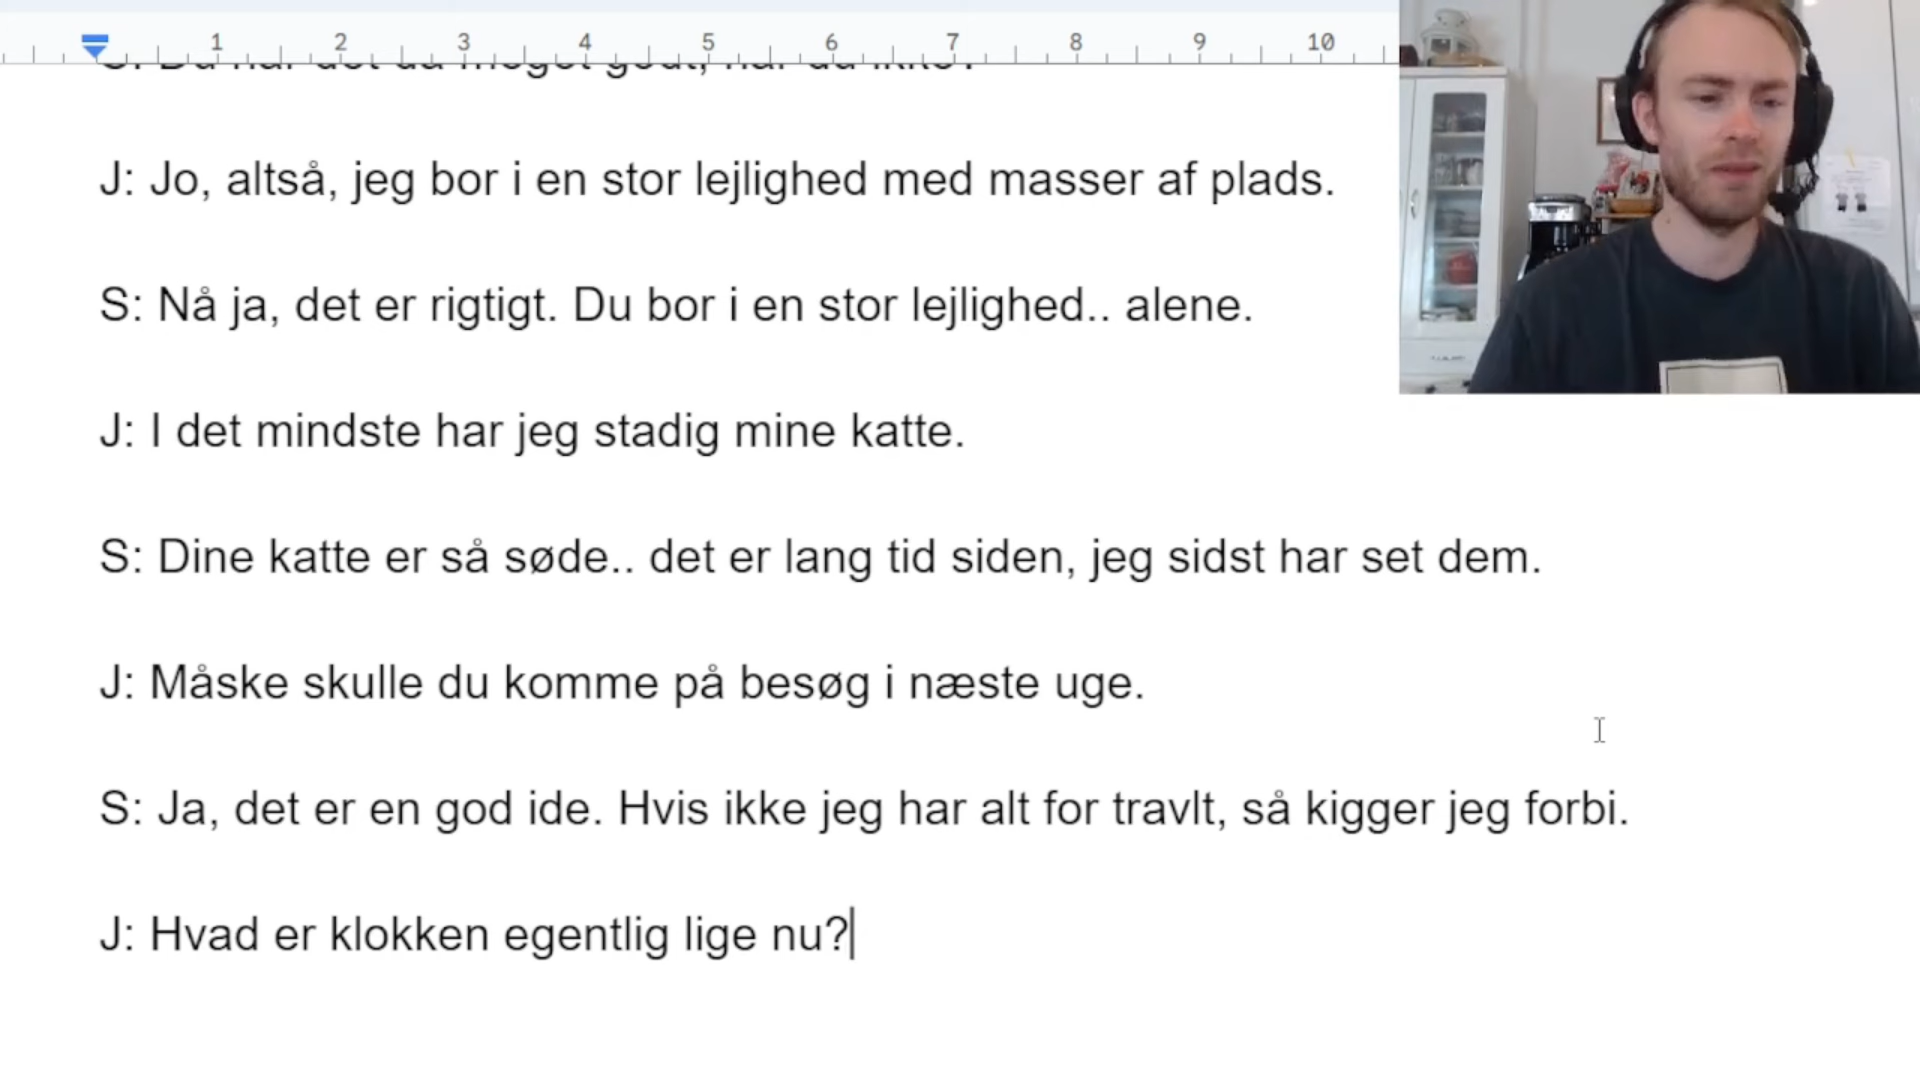 1 2 3 4 5 6 7 8 9 10
J: Jo, altså, jeg bor i en stor lejlighed med masser af plads.
S: Nå ja, det er rigtigt. Du bor i en stor lejlighed.. alene.
J: I det mindste har jeg stadig mine katte.
S: Dine katte er så søde.. det er lang tid siden, jeg sidst har set dem.
J: Måske skulle du komme på besøg i næste uge.
S: Ja, det er en god ide. Hvis ikke jeg har alt for travlt, så kigger jeg forbi.
J: Hvad er klokken egentlig lige nu?